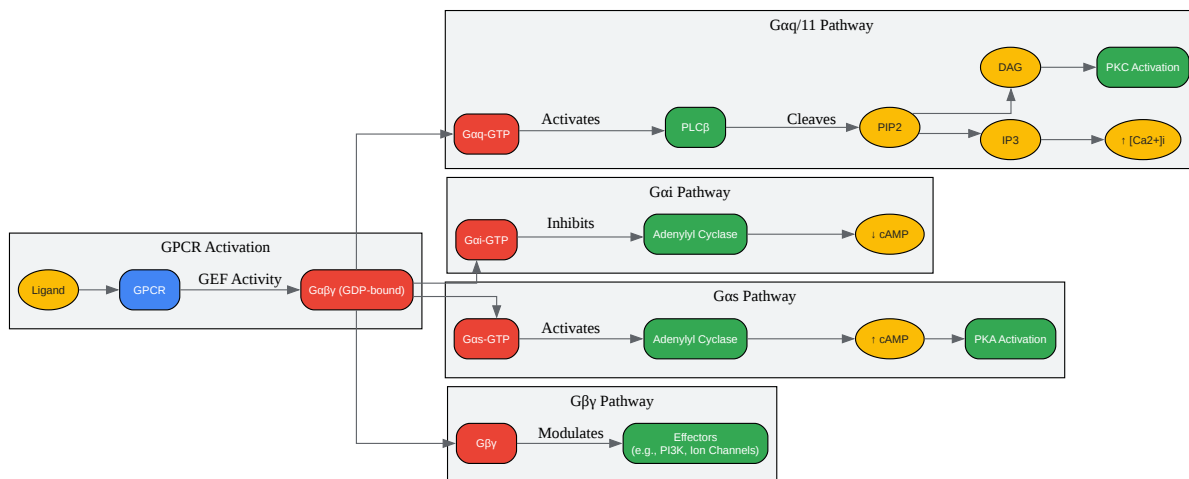 Gαq/11 Pathway
DAG
PKC Activation
Gαq-GTP
Activates
PLCβ
Cleaves
PIP2
IP3
↑ [Ca2+]i
Gαi Pathway
Gαi-GTP
Inhibits
Adenylyl Cyclase
↓ cAMP
GPCR Activation
Ligand
GPCR
GEF Activity
Gαβγ (GDP-bound)
Gαs Pathway
Gαs-GTP
Activates
Adenylyl Cyclase
↑ cAMP
PKA Activation
Gβγ Pathway
Gβγ
Modulates
Effectors
(e.g., PI3K, Ion Channels)